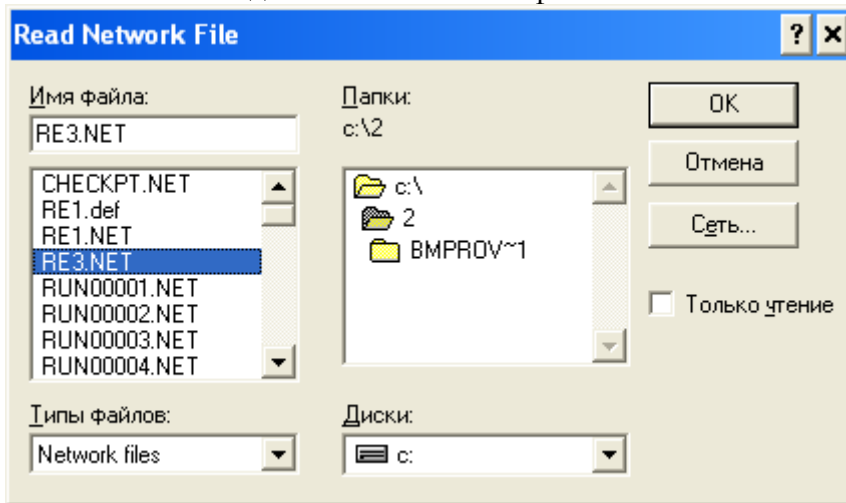 Read Network File
Имя файла:
RE3.NET
CHECKPT.NET
RE1.def
RE1.NET
RE3.NET
RUN00001.NET
RUN00002.NET
RUN00003.NET
RUN00004.NET
Типы файлов:
Network files
Папки:
c:\2
c:\
2
BMPROV~1
Диски:
c:
OK
Отмена
Сеть...
Только чтение